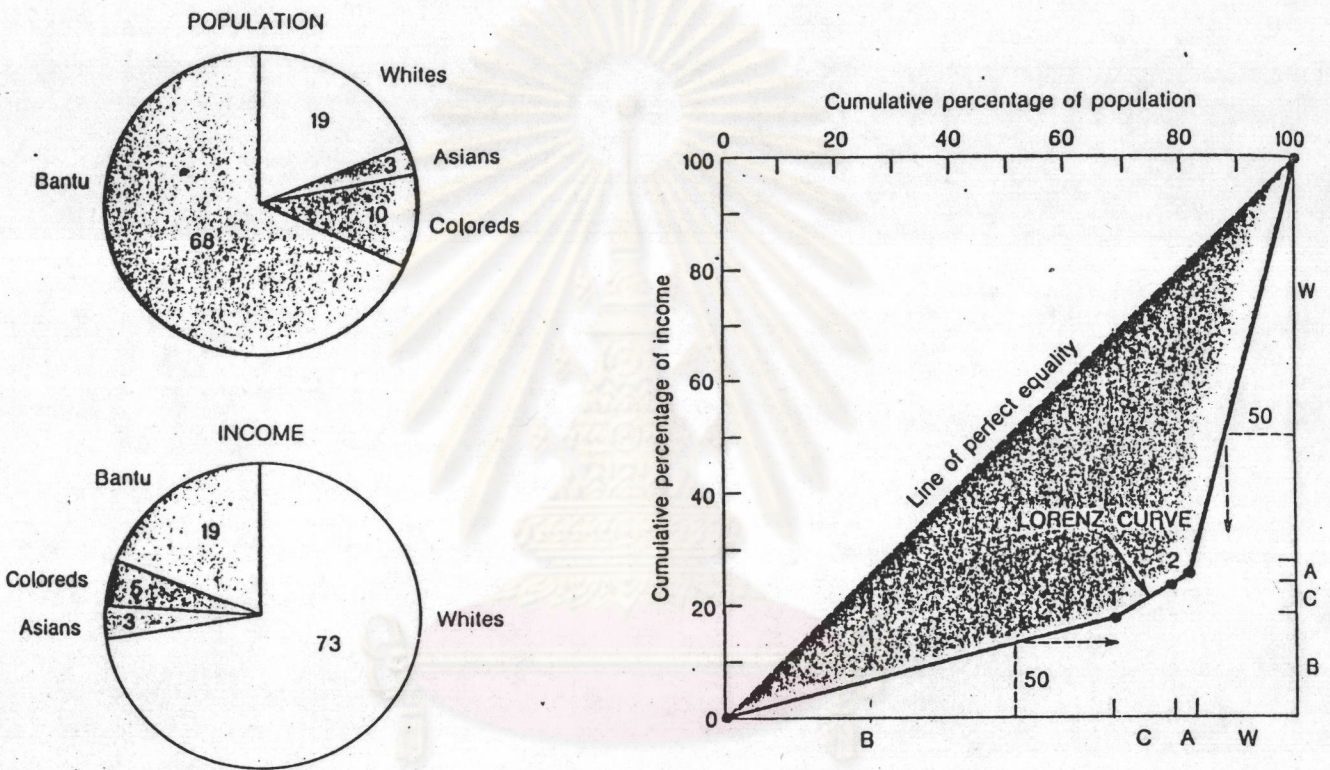 POPULATION
Whites
19
Asians
3
Bantu
10
Coloreds
68
INCOME
Bantu
19
Coloreds
5
Asians
3
Whites
73
Cumulative percentage of population
0 20 40 60 80 100
100
80
60
40
20
0
Cumulative percentage of income
Line of perfect equality
LORENZ CURVE
2
50
50
W
A
C
B
B C A W